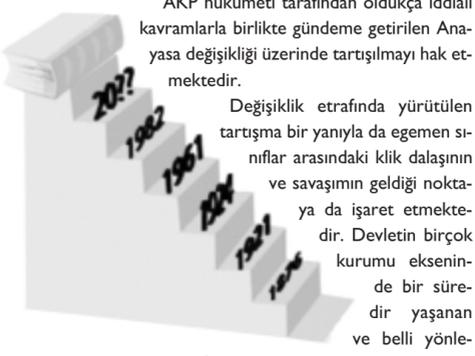 AKP hükümeti tarafından oldukça iddialı
kavramlarla birlikte gündeme getirilen Ana-
yasa değişikliği üzerinde tartışılmayı hak et-
mektedir.
Değişiklik etrafında yürütülen
tartışma bir yanıyla da egemen sı-
nıflar arasındaki klik dalaşının
ve savaşımın geldiği nokta-
ya da işaret etmekte-
dir. Devletin birçok
kurumu eksenin-
de bir süre-
dir yaşanan
ve belli yönle-
20??
1982
1961
1924
1921
1876